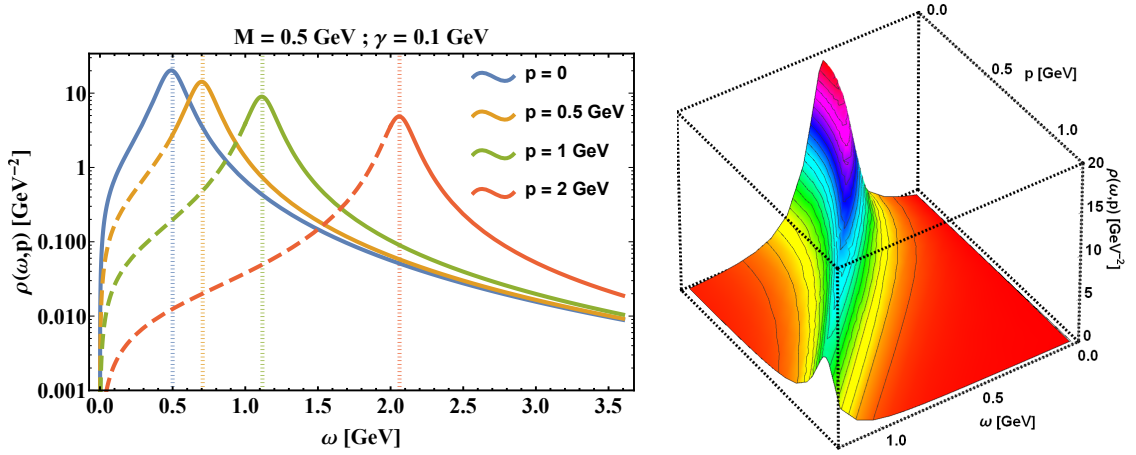 M = 0.5 GeV ; γ = 0.1 GeV
ρ(ω,p) [GeV⁻²]
10
1
0.100
0.010
0.001
p = 0
p = 0.5 GeV
p = 1 GeV
p = 2 GeV
0.0 0.5 1.0 1.5 2.0 2.5 3.0 3.5
ω [GeV]
0.0
0.5
p [GeV]
1.0
20
15
10
5
0
ρ(ω,p)
[GeV⁻²]
0.0
0.5
ω [GeV]
1.0